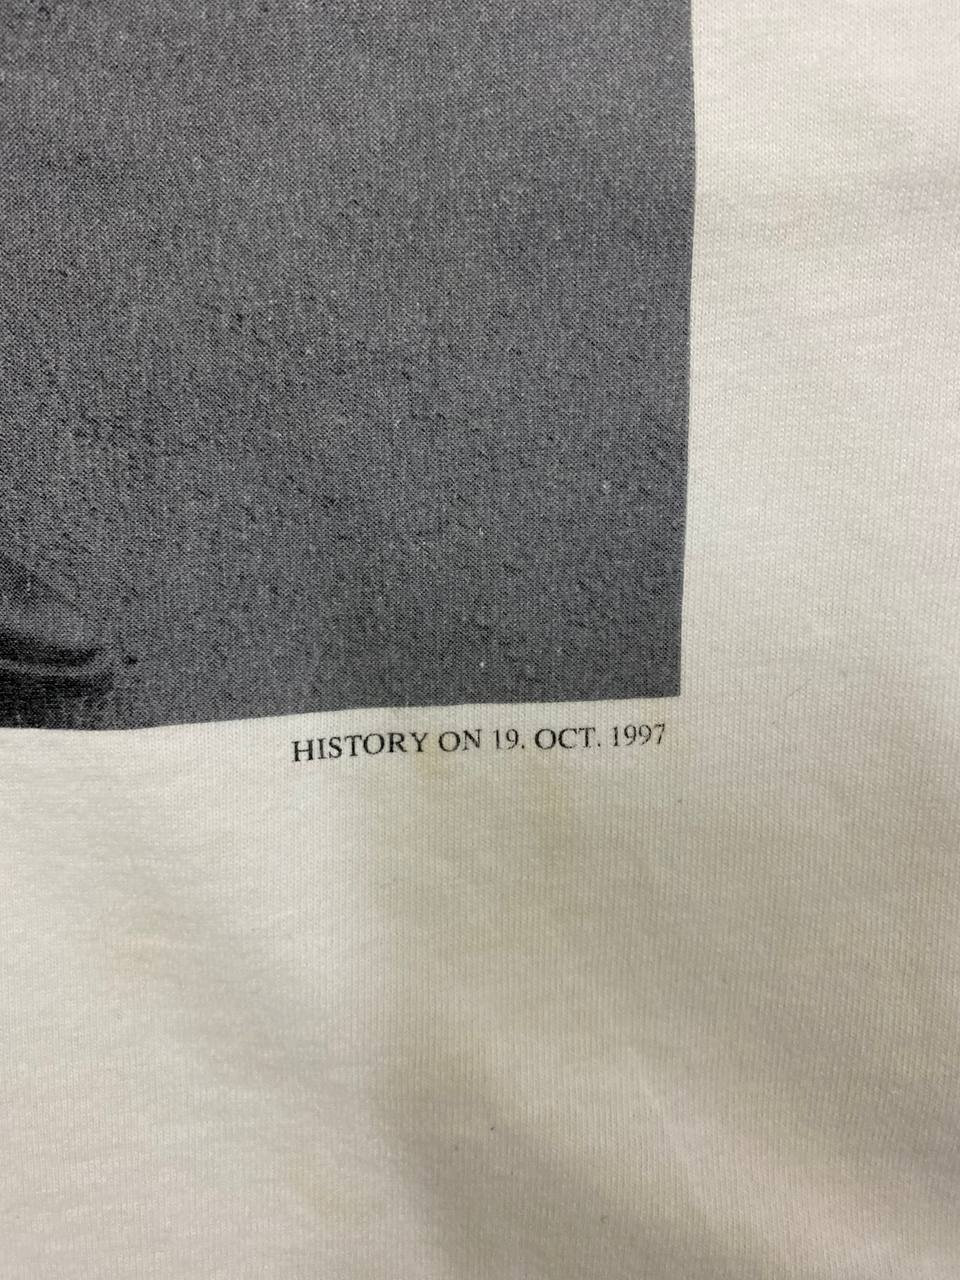 HISTORY ON 19. OCT. 1997